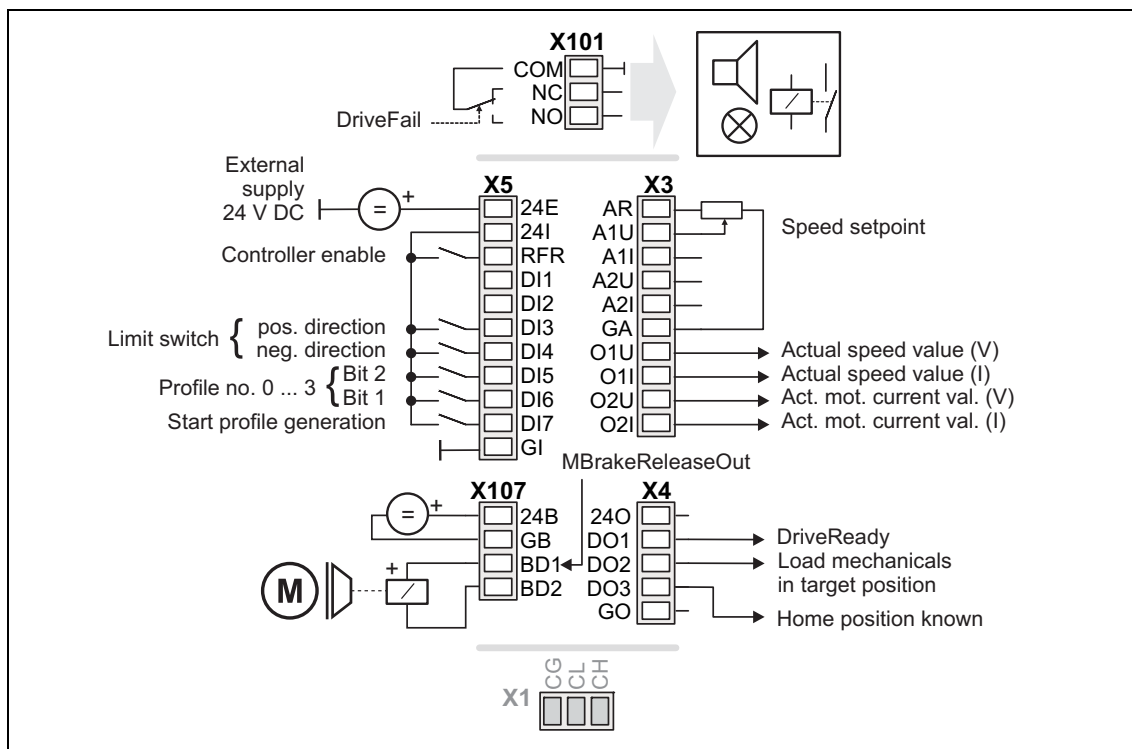 X101
COM
NC
NO
DriveFail
External
supply
24 V DC
=
+
X5
24E
24I
RFR
DI1
DI2
DI3
DI4
DI5
DI6
DI7
GI
Controller enable
Limit switch { pos. direction
neg. direction
Profile no. 0 ... 3 { Bit 2
Bit 1
Start profile generation
X3
AR
A1U
A1I
A2U
A2I
GA
O1U
O1I
O2U
O2I
Speed setpoint
Actual speed value (V)
Actual speed value (I)
Act. mot. current val. (V)
Act. mot. current val. (I)
MBrakeReleaseOut
X107
=
+
24B
GB
BD1
BD2
M
+
X4
24O
DO1
DO2
DO3
GO
DriveReady
Load mechanicals
in target position
Home position known
X1
CG
CL
CH